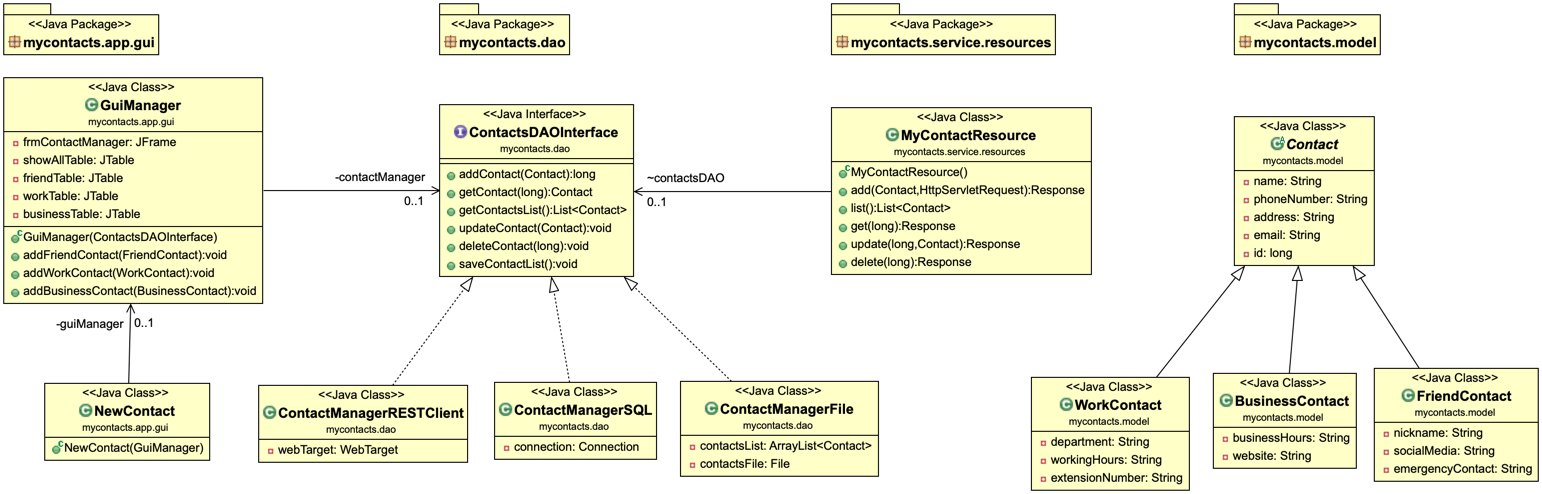 <<Java Package>>
mycontacts.app.gui
<<Java Package>>
mycontacts.dao
<<Java Package>>
mycontacts.service.resources
<<Java Package>>
mycontacts.model
<<Java Class>>
GuiManager
mycontacts.app.gui
frmContactManager: JFrame
showAllTable: JTable
friendTable: JTable
workTable: JTable
businessTable: JTable
GuiManager(ContactsDAOInterface)
addFriendContact(FriendContact):void
addWorkContact(WorkContact):void
addBusinessContact(BusinessContact):void
-contactManager
0..1
<<Java Interface>>
ContactsDAOInterface
mycontacts.dao
addContact(Contact):long
getContact(long):Contact
getContactsList():List<Contact>
updateContact(Contact):void
deleteContact(long):void
saveContactList():void
~contactsDAO
0..1
<<Java Class>>
MyContactResource
mycontacts.service.resources
MyContactResource()
add(Contact,HttpServletRequest):Response
list():List<Contact>
get(long):Response
update(long,Contact):Response
delete(long):Response
<<Java Class>>
Contact
mycontacts.model
name: String
phoneNumber: String
address: String
email: String
id: long
-guiManager
0..1
<<Java Class>>
NewContact
mycontacts.app.gui
NewContact(GuiManager)
<<Java Class>>
ContactManagerRESTClient
mycontacts.dao
webTarget: WebTarget
<<Java Class>>
ContactManagerSQL
mycontacts.dao
connection: Connection
<<Java Class>>
ContactManagerFile
mycontacts.dao
contactsList: ArrayList<Contact>
contactsFile: File
<<Java Class>>
WorkContact
mycontacts.model
department: String
workingHours: String
extensionNumber: String
<<Java Class>>
BusinessContact
mycontacts.model
businessHours: String
website: String
<<Java Class>>
FriendContact
mycontacts.model
nickname: String
socialMedia: String
emergencyContact: String